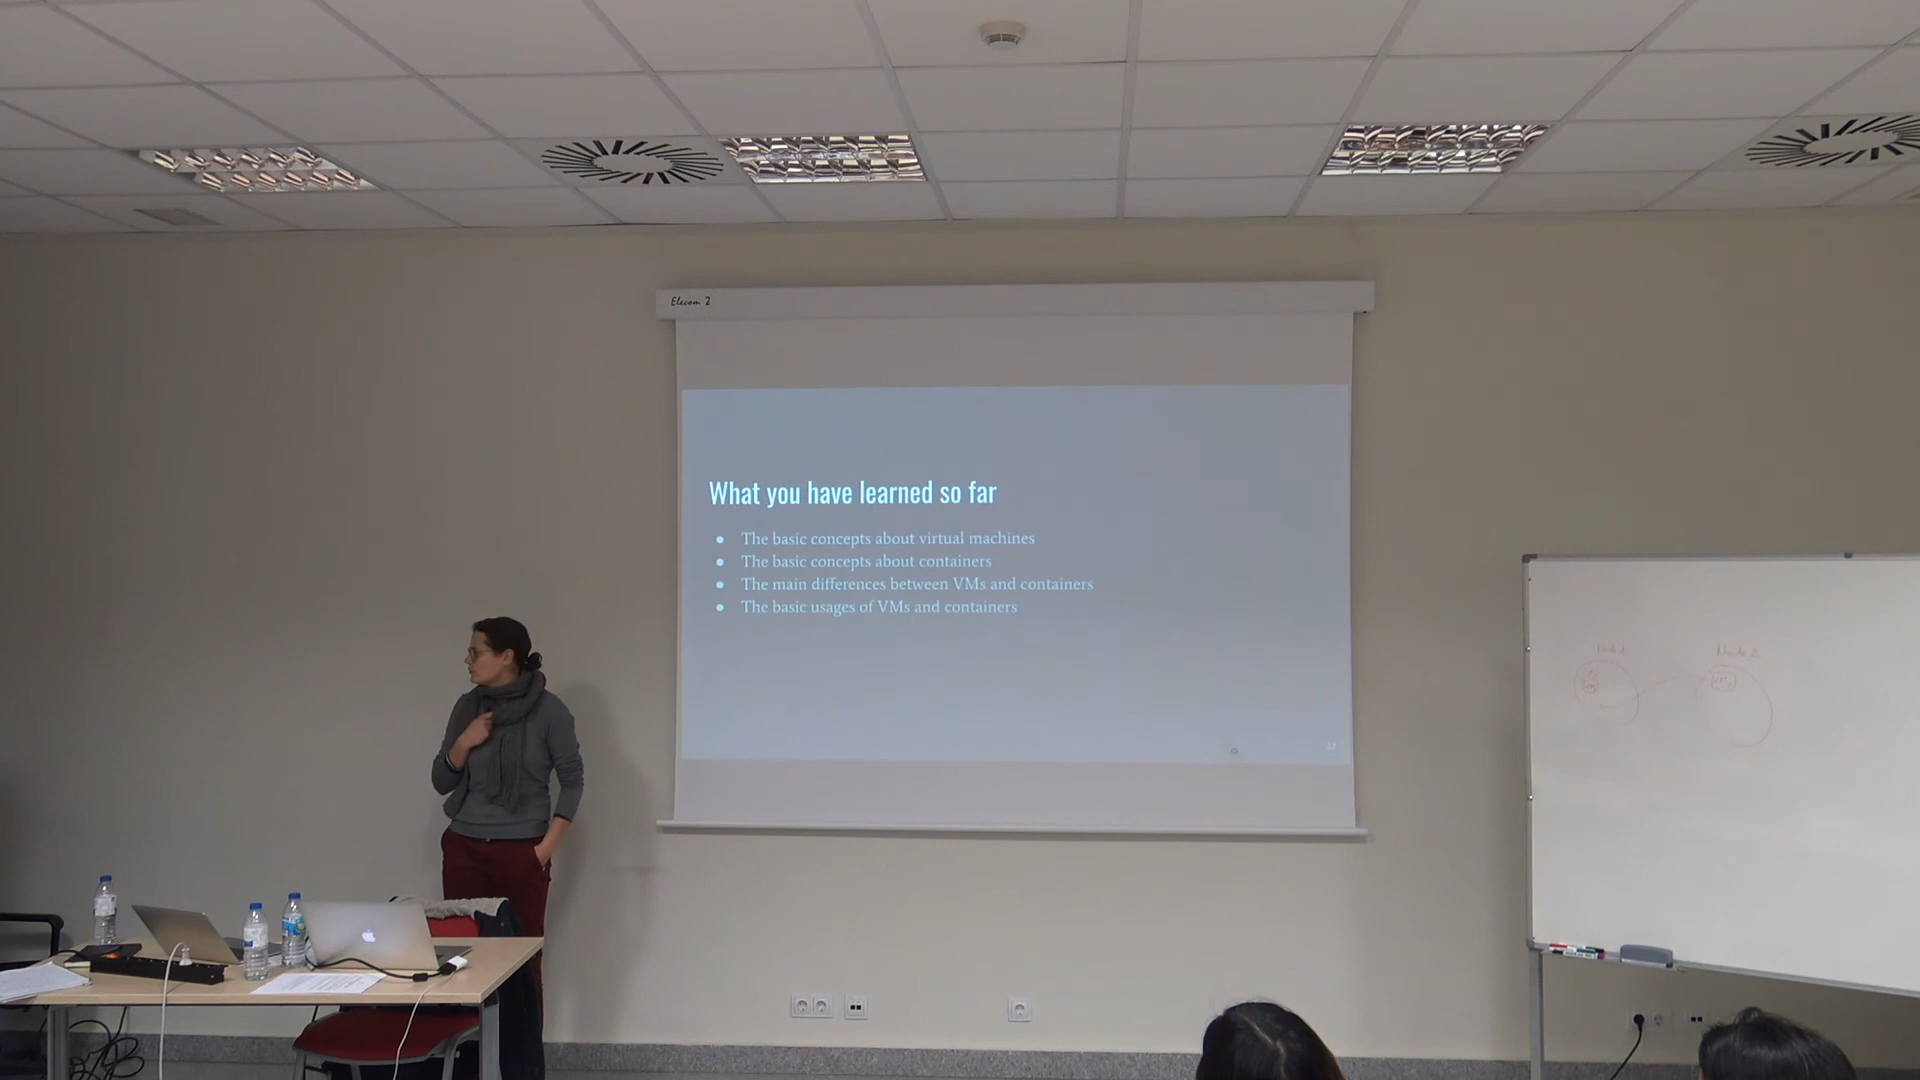 Elecom 2
What you have learned so far
● The basic concepts about virtual machines
● The basic concepts about containers
● The main differences between VMs and containers
● The basic usages of VMs and containers